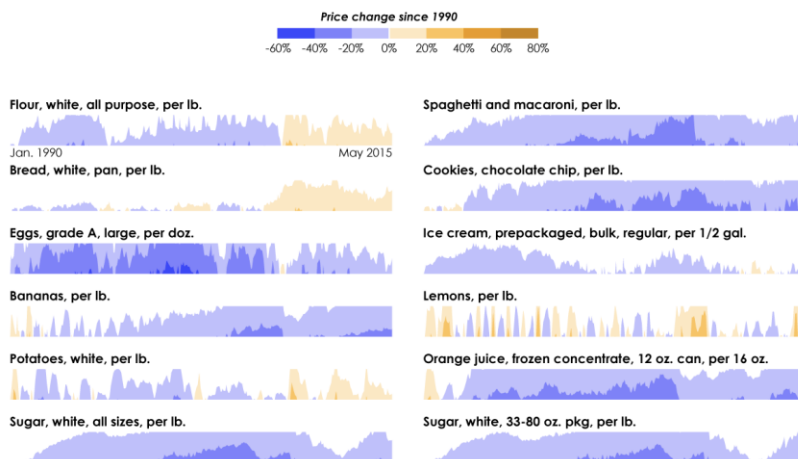 Price change since 1990
-60% -40% -20% 0% 20% 40% 60% 80%
Flour, white, all purpose, per lb.
Jan. 1990 May 2015
Bread, white, pan, per lb.
Eggs, grade A, large, per doz.
Bananas, per lb.
Potatoes, white, per lb.
Sugar, white, all sizes, per lb.
Spaghetti and macaroni, per lb.
Cookies, chocolate chip, per lb.
Ice cream, prepackaged, bulk, regular, per 1/2 gal.
Lemons, per lb.
Orange juice, frozen concentrate, 12 oz. can, per 16 oz.
Sugar, white, 33-80 oz. pkg, per lb.